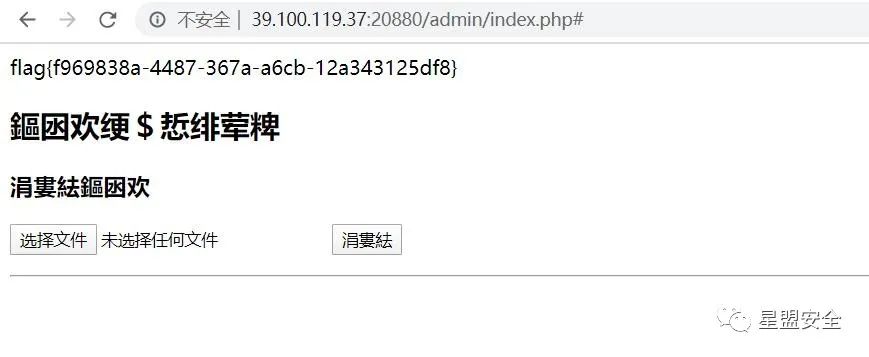 不安全 | 39.100.119.37:20880/admin/index.php#
flag{f969838a-4487-367a-a6cb-12a343125df8}
鏂囦欢缏＄悊绯荤粺
涓婁紶鏂囦欢
选择文件 未选择任何文件 涓婁紶
星盟安全